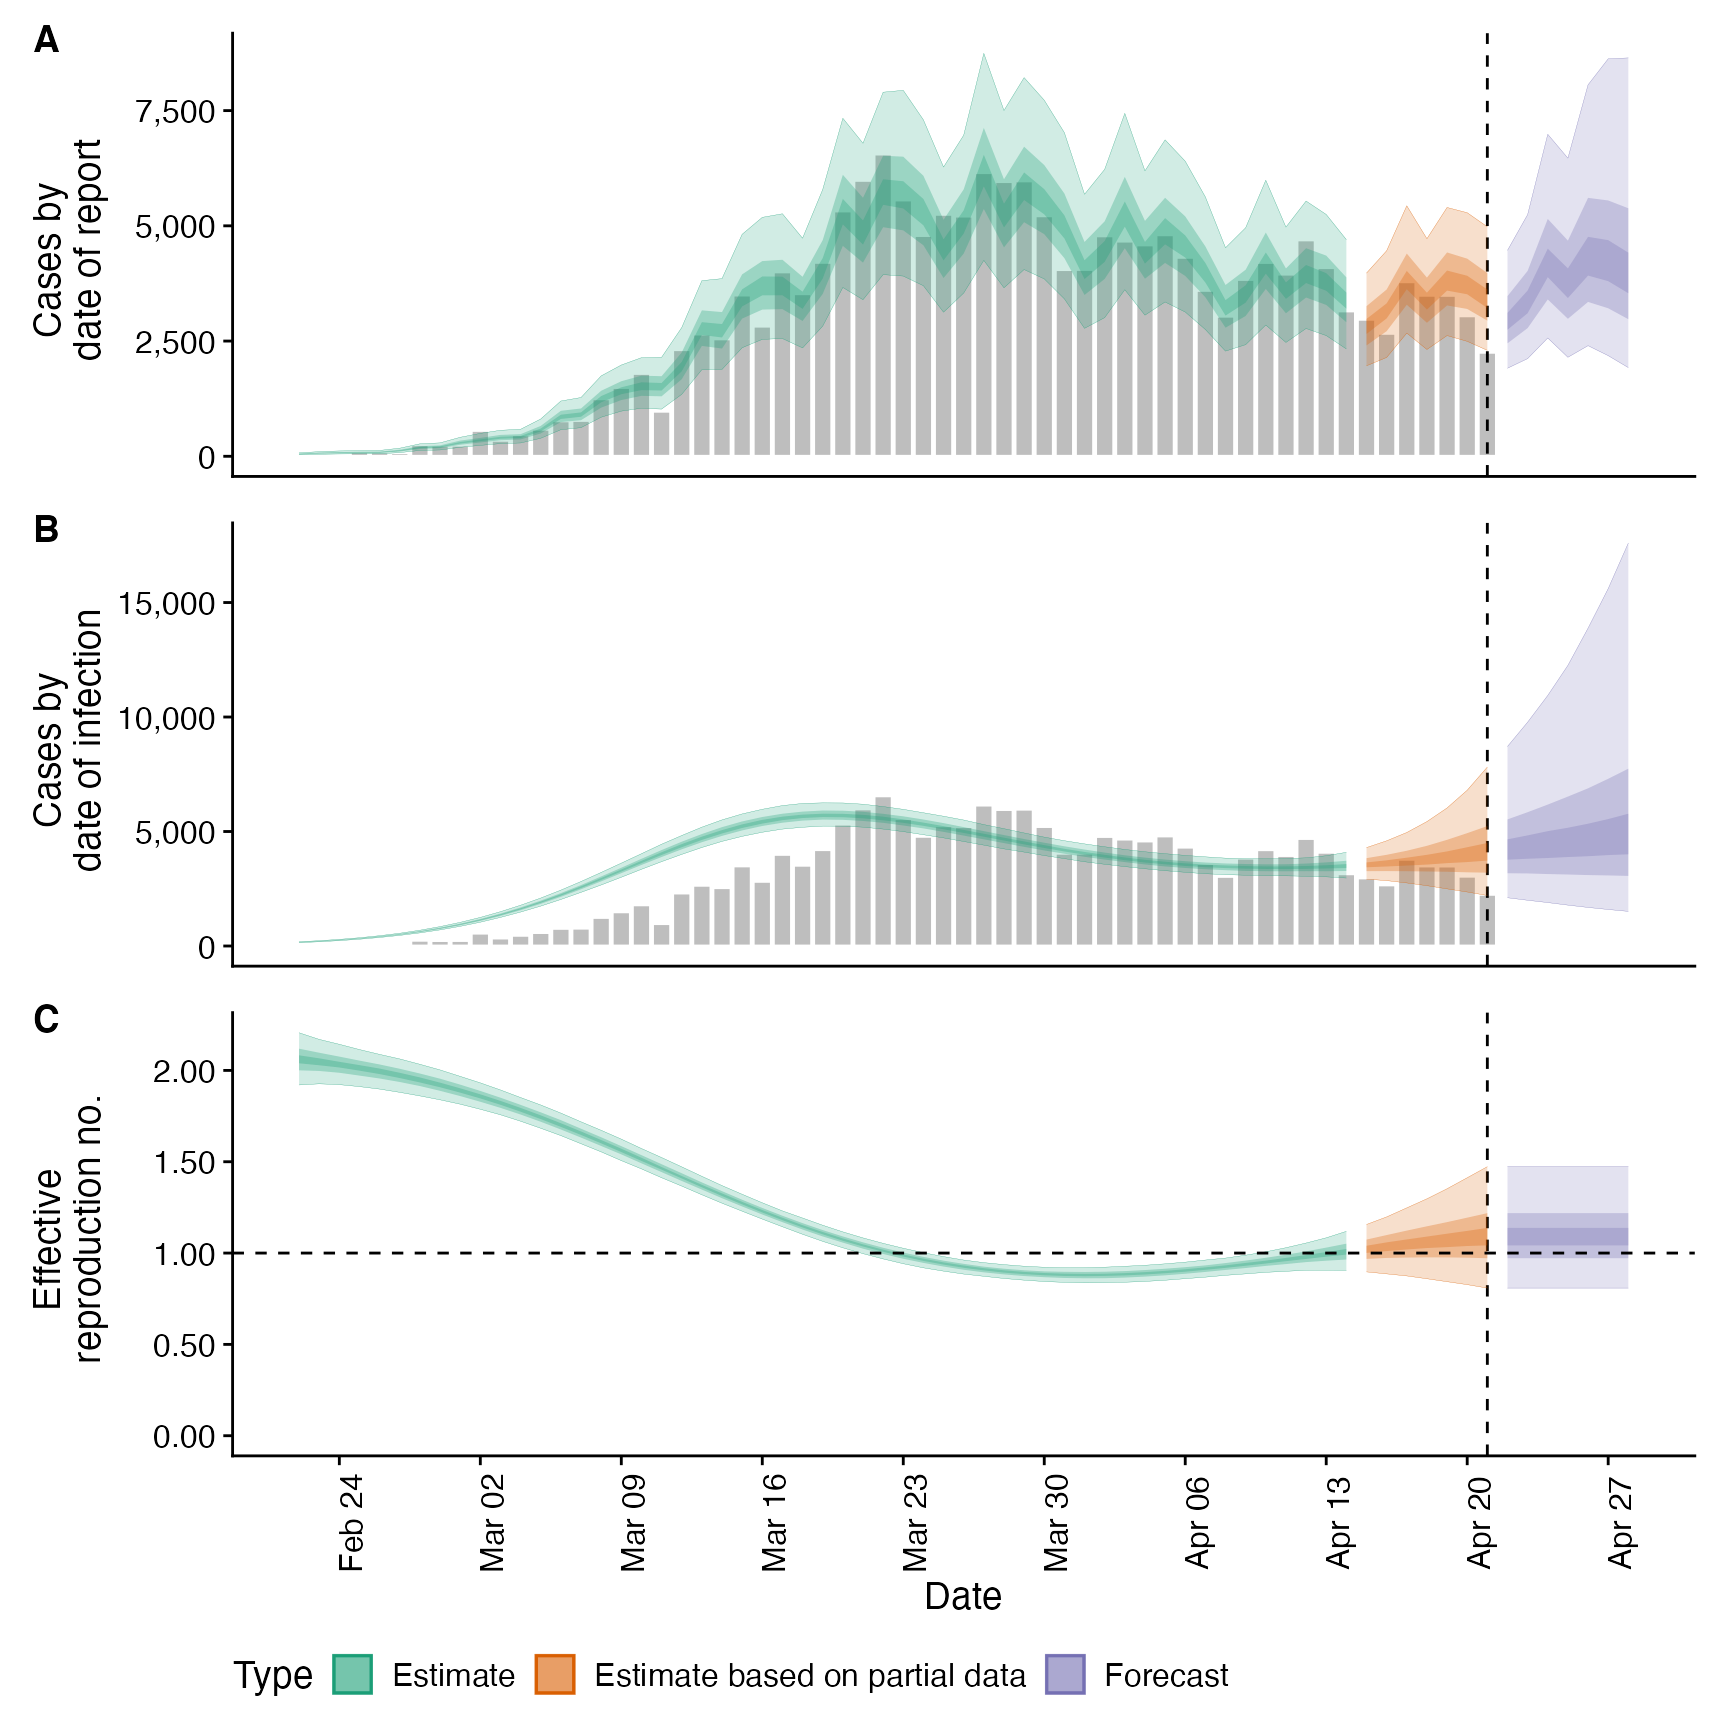 A
Cases by
date of report
7,500
5,000
2,500
0
B
Cases by
date of infection
15,000
10,000
5,000
0
C
Effective
reproduction no.
2.00
1.50
1.00
0.50
0.00
Feb 24
Mar 02
Mar 09
Mar 16
Mar 23
Mar 30
Apr 06
Apr 13
Apr 20
Apr 27
Date
Type Estimate Estimate based on partial data Forecast